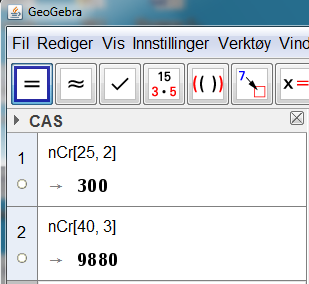 GeoGebra
Fil Rediger Vis Innstillinger Verktøy Vind
= ≈ ✓ 15 3 • 5 (( )) 7 x =
CAS
1 nCr[25, 2]
→ 300
2 nCr[40, 3]
→ 9880